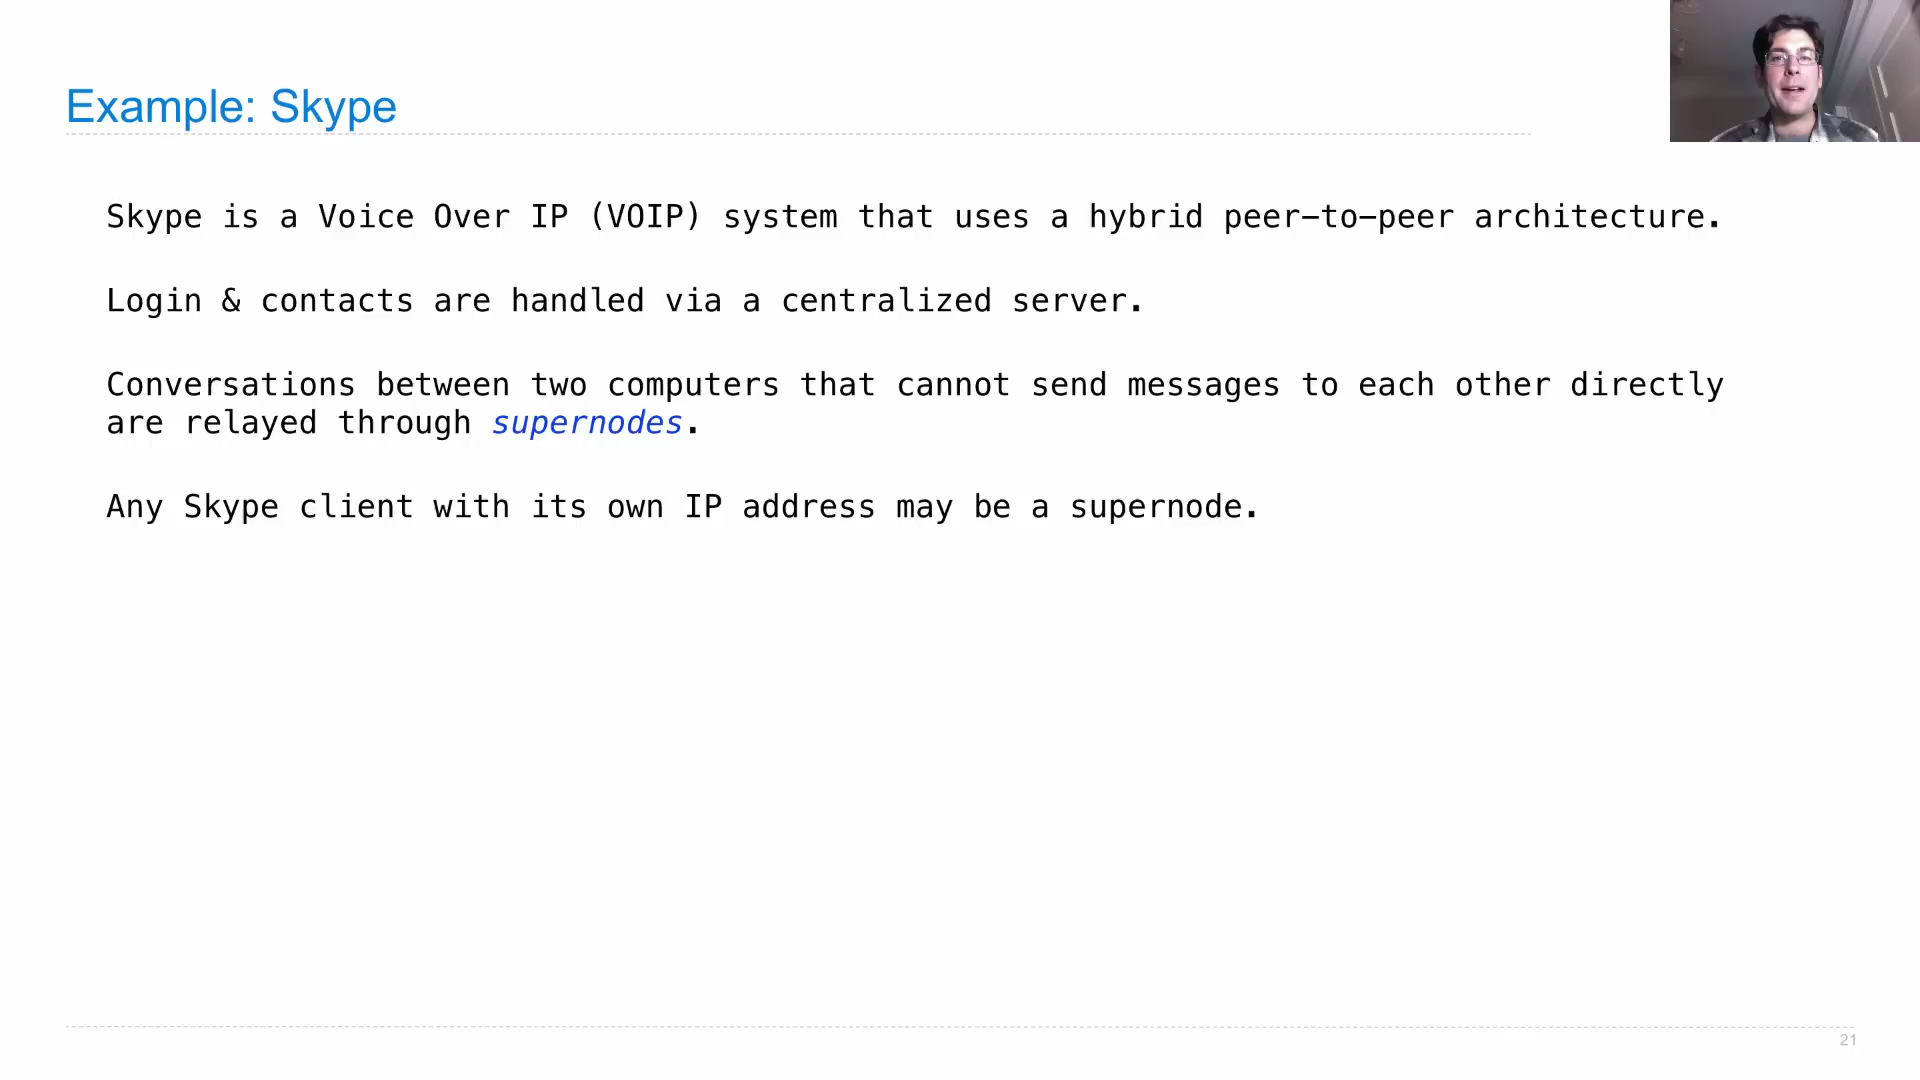 Example: Skype
Skype is a Voice Over IP (VOIP) system that uses a hybrid peer-to-peer architecture.
Login & contacts are handled via a centralized server.
Conversations between two computers that cannot send messages to each other directly
are relayed through supernodes.
Any Skype client with its own IP address may be a supernode.
21